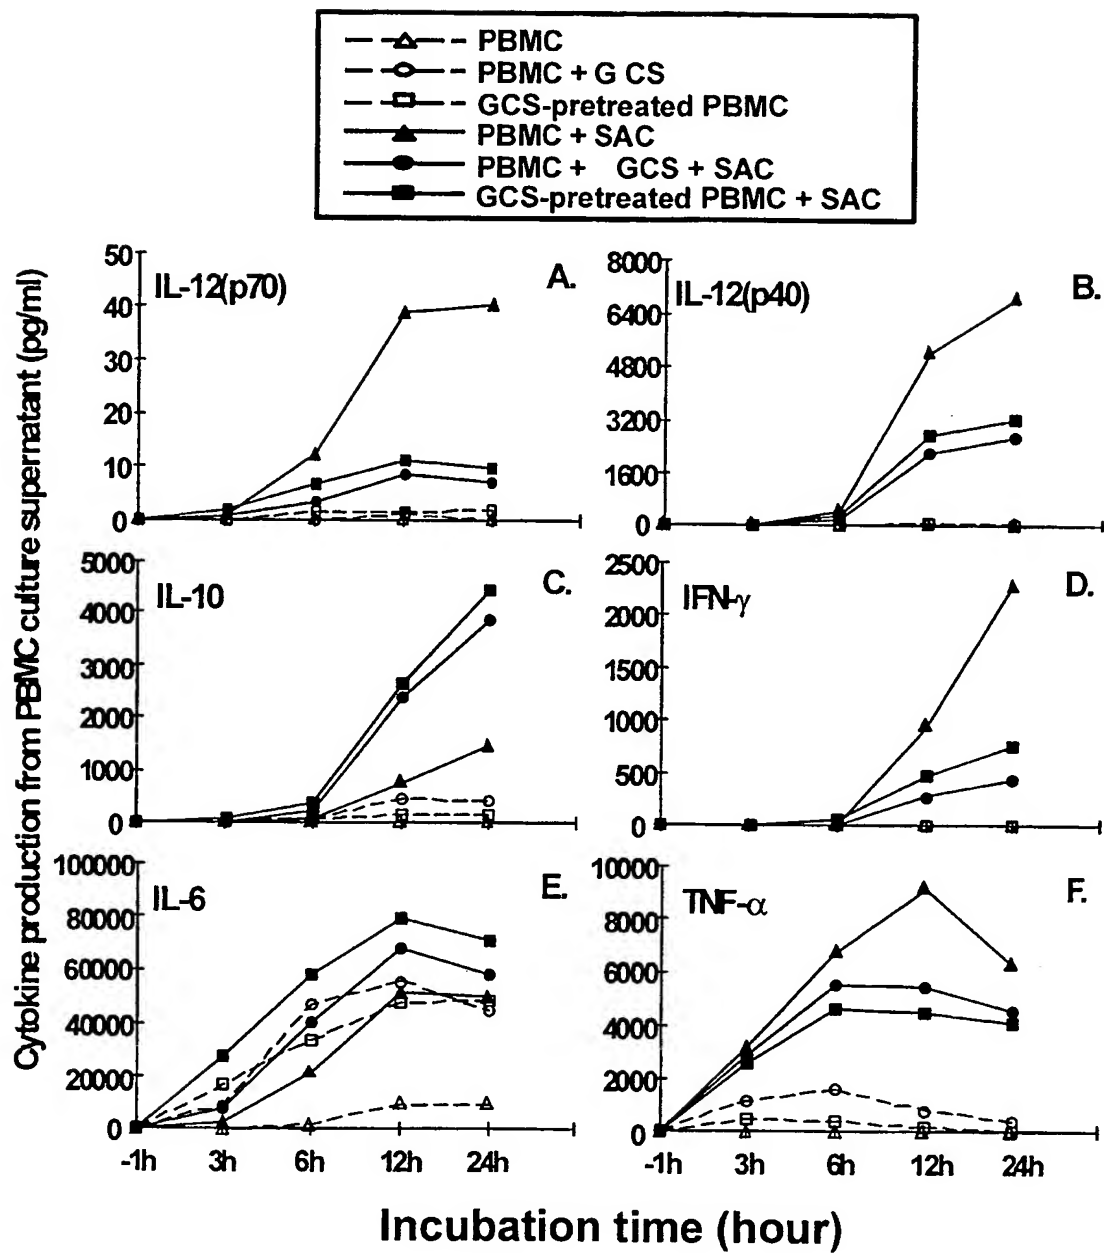 PBMC
PBMC + G CS
GCS-pretreated PBMC
PBMC + SAC
PBMC + GCS + SAC
GCS-pretreated PBMC + SAC
Cytokine production from PBMC culture supernatant (pg/ml)
IL-12(p70)
A.
50
40
30
20
10
0
IL-12(p40)
B.
8000
6400
4800
3200
1600
0
IL-10
C.
5000
4000
3000
2000
1000
0
IFN-γ
D.
2500
2000
1500
1000
500
0
IL-6
E.
100000
80000
60000
40000
20000
0
-1h 3h 6h 12h 24h
TNF-α
F.
10000
8000
6000
4000
2000
0
-1h 3h 6h 12h 24h
Incubation time (hour)